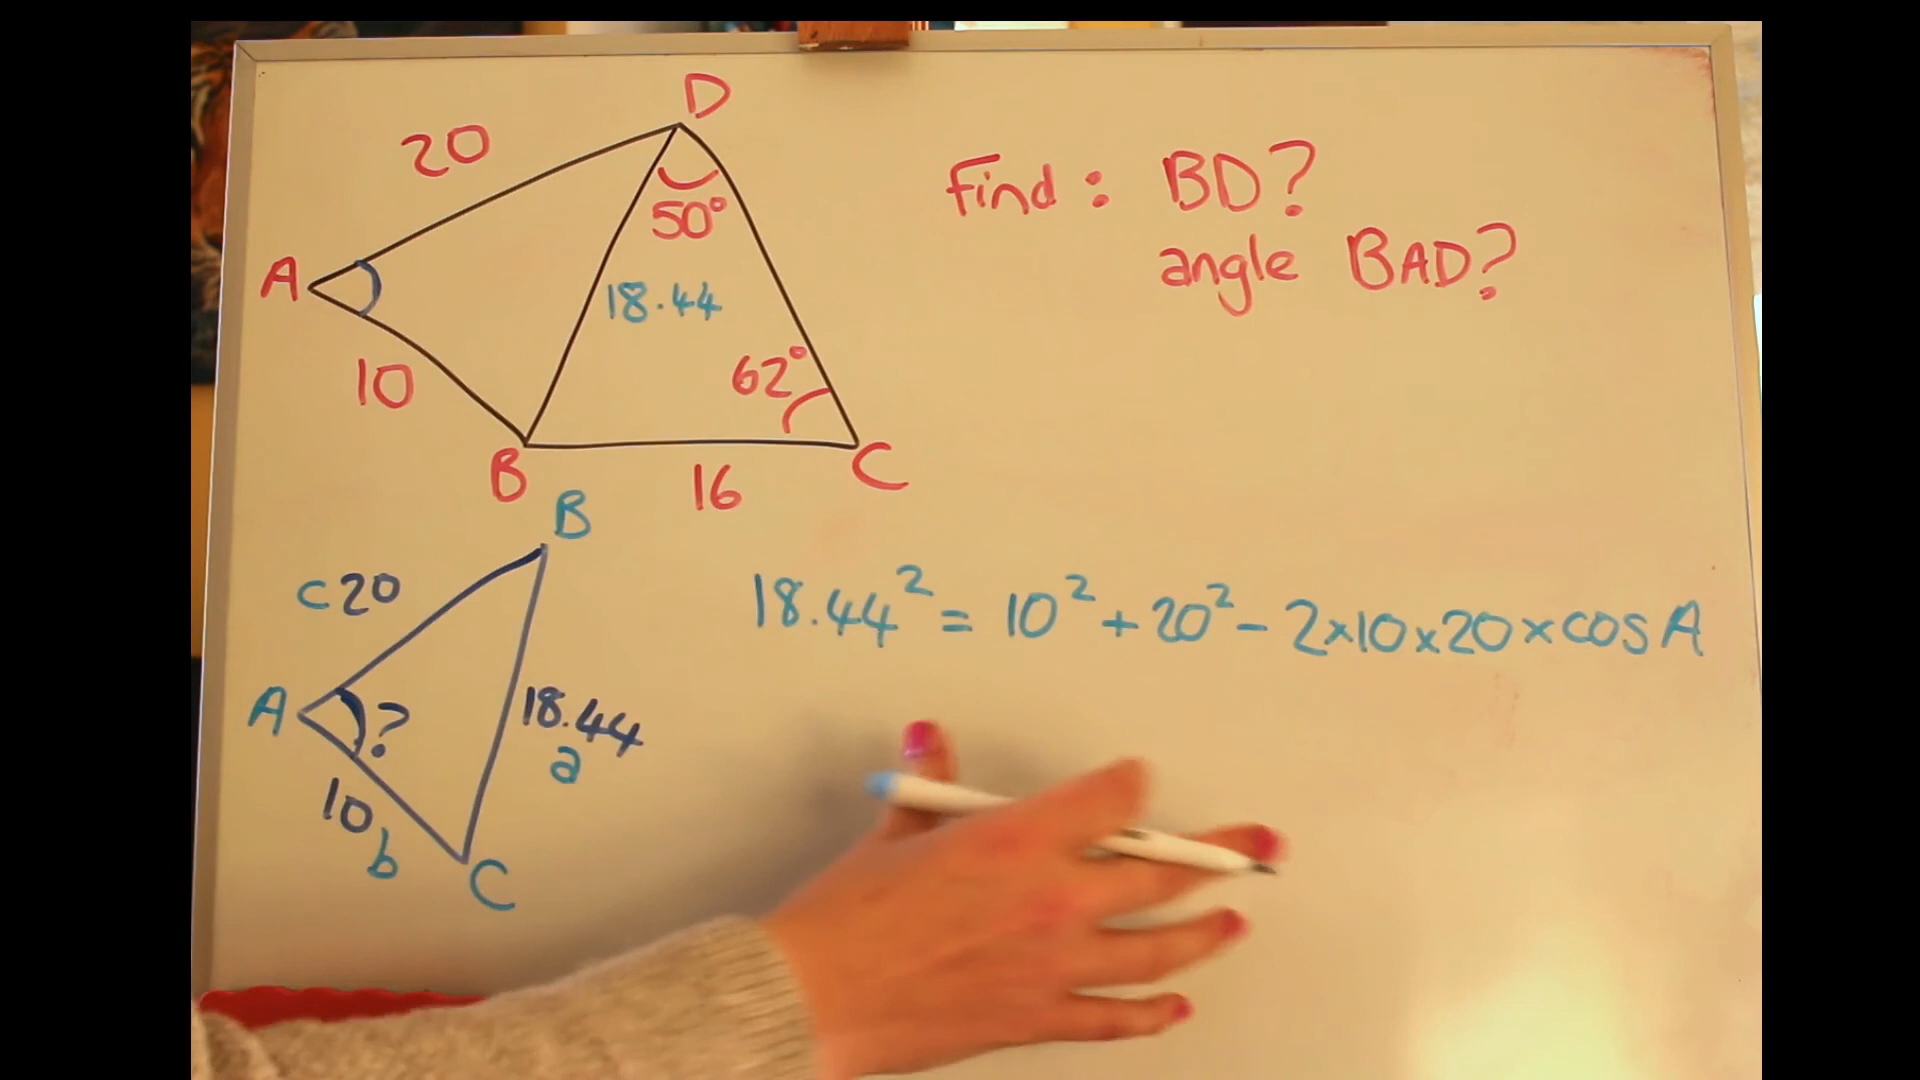 D
20
Find : BD?
50°
angle BAD?
A
18.44
62°
10
B
16
C
B
c20
18.44² = 10² + 20² - 2×10×20×cos A
A
?
18.44
a
10
b
C